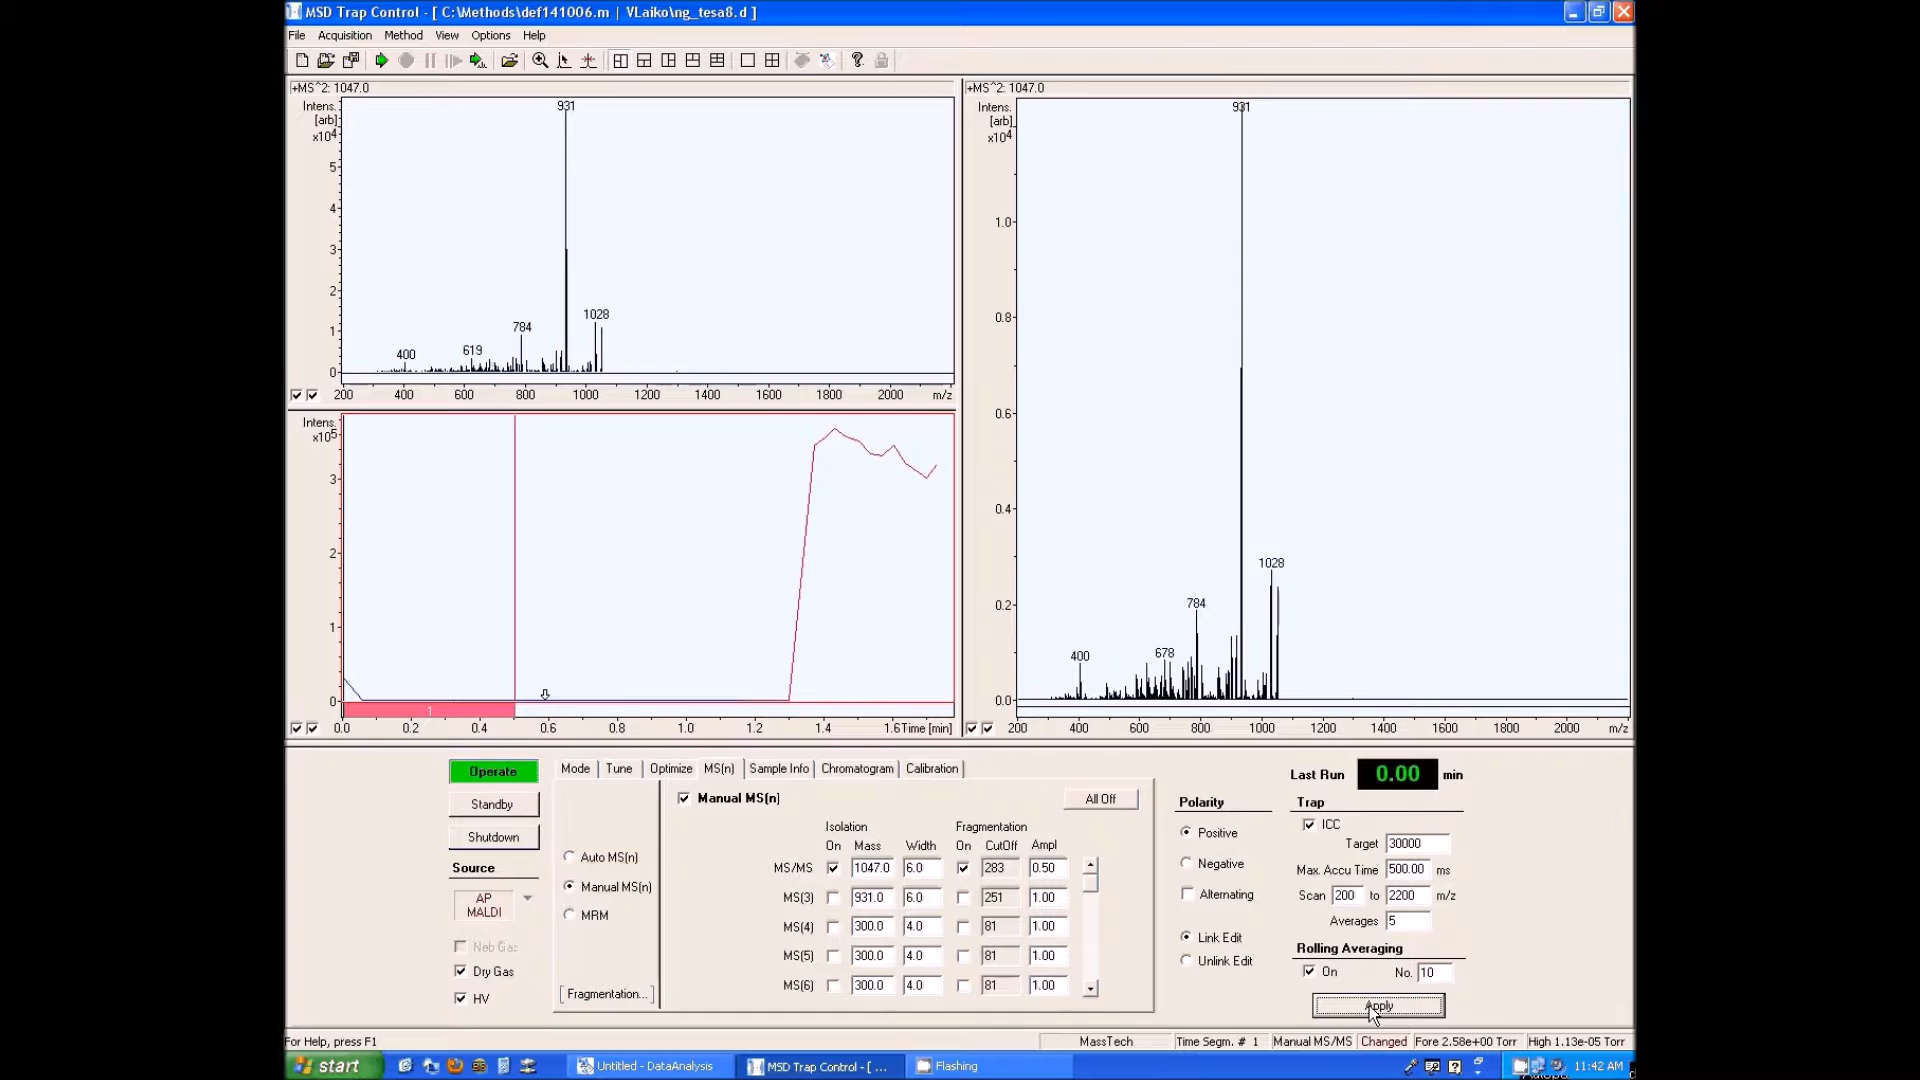 MSD Trap Control - [ C:\Methods\def141006.m | VLaiko\ng_tesa8.d ]
File Acquisition Method View Options Help
+MS^2: 1047.0
Intens.
[arb]
x10^4
5
4
3
2
1
0
931
1028
784
619
400
200 400 600 800 1000 1200 1400 1600 1800 2000 m/z
Intens.
x10^5
3
2
1
0
1
0.0 0.2 0.4 0.6 0.8 1.0 1.2 1.4 1.6 Time [min]
+MS^2: 1047.0
Intens.
[arb]
x10^4
1.0
0.8
0.6
0.4
0.2
0.0
931
1028
784
678
400
200 400 600 800 1000 1200 1400 1600 1800 2000 m/z
Operate
Standby
Shutdown
Source
AP
MALDI
Neb Gas
Dry Gas
HV
Mode Tune Optimize MS(n) Sample Info Chromatogram Calibration
Auto MS(n)
Manual MS(n)
MRM
[ Fragmentation... ]
Manual MS(n) All Off
Isolation Fragmentation
On Mass Width On CutOff Ampl
MS/MS 1047.0 6.0 283 0.50
MS(3) 931.0 6.0 251 1.00
MS(4) 300.0 4.0 81 1.00
MS(5) 300.0 4.0 81 1.00
MS(6) 300.0 4.0 81 1.00
Polarity
Positive
Negative
Alternating
Link Edit
Unlink Edit
Last Run 0.00 min
Trap
ICC
Target 30000
Max. Accu Time 500.00 ms
Scan 200 to 2200 m/z
Averages 5
Rolling Averaging
On No. 10
Apply
For Help, press F1 MassTech Time Segm. # 1 Manual MS/MS Changed Fore 2.58e+00 Torr High 1.13e-05 Torr
start Untitled - DataAnalysis MSD Trap Control - [ ... Flashing 11:42 AM